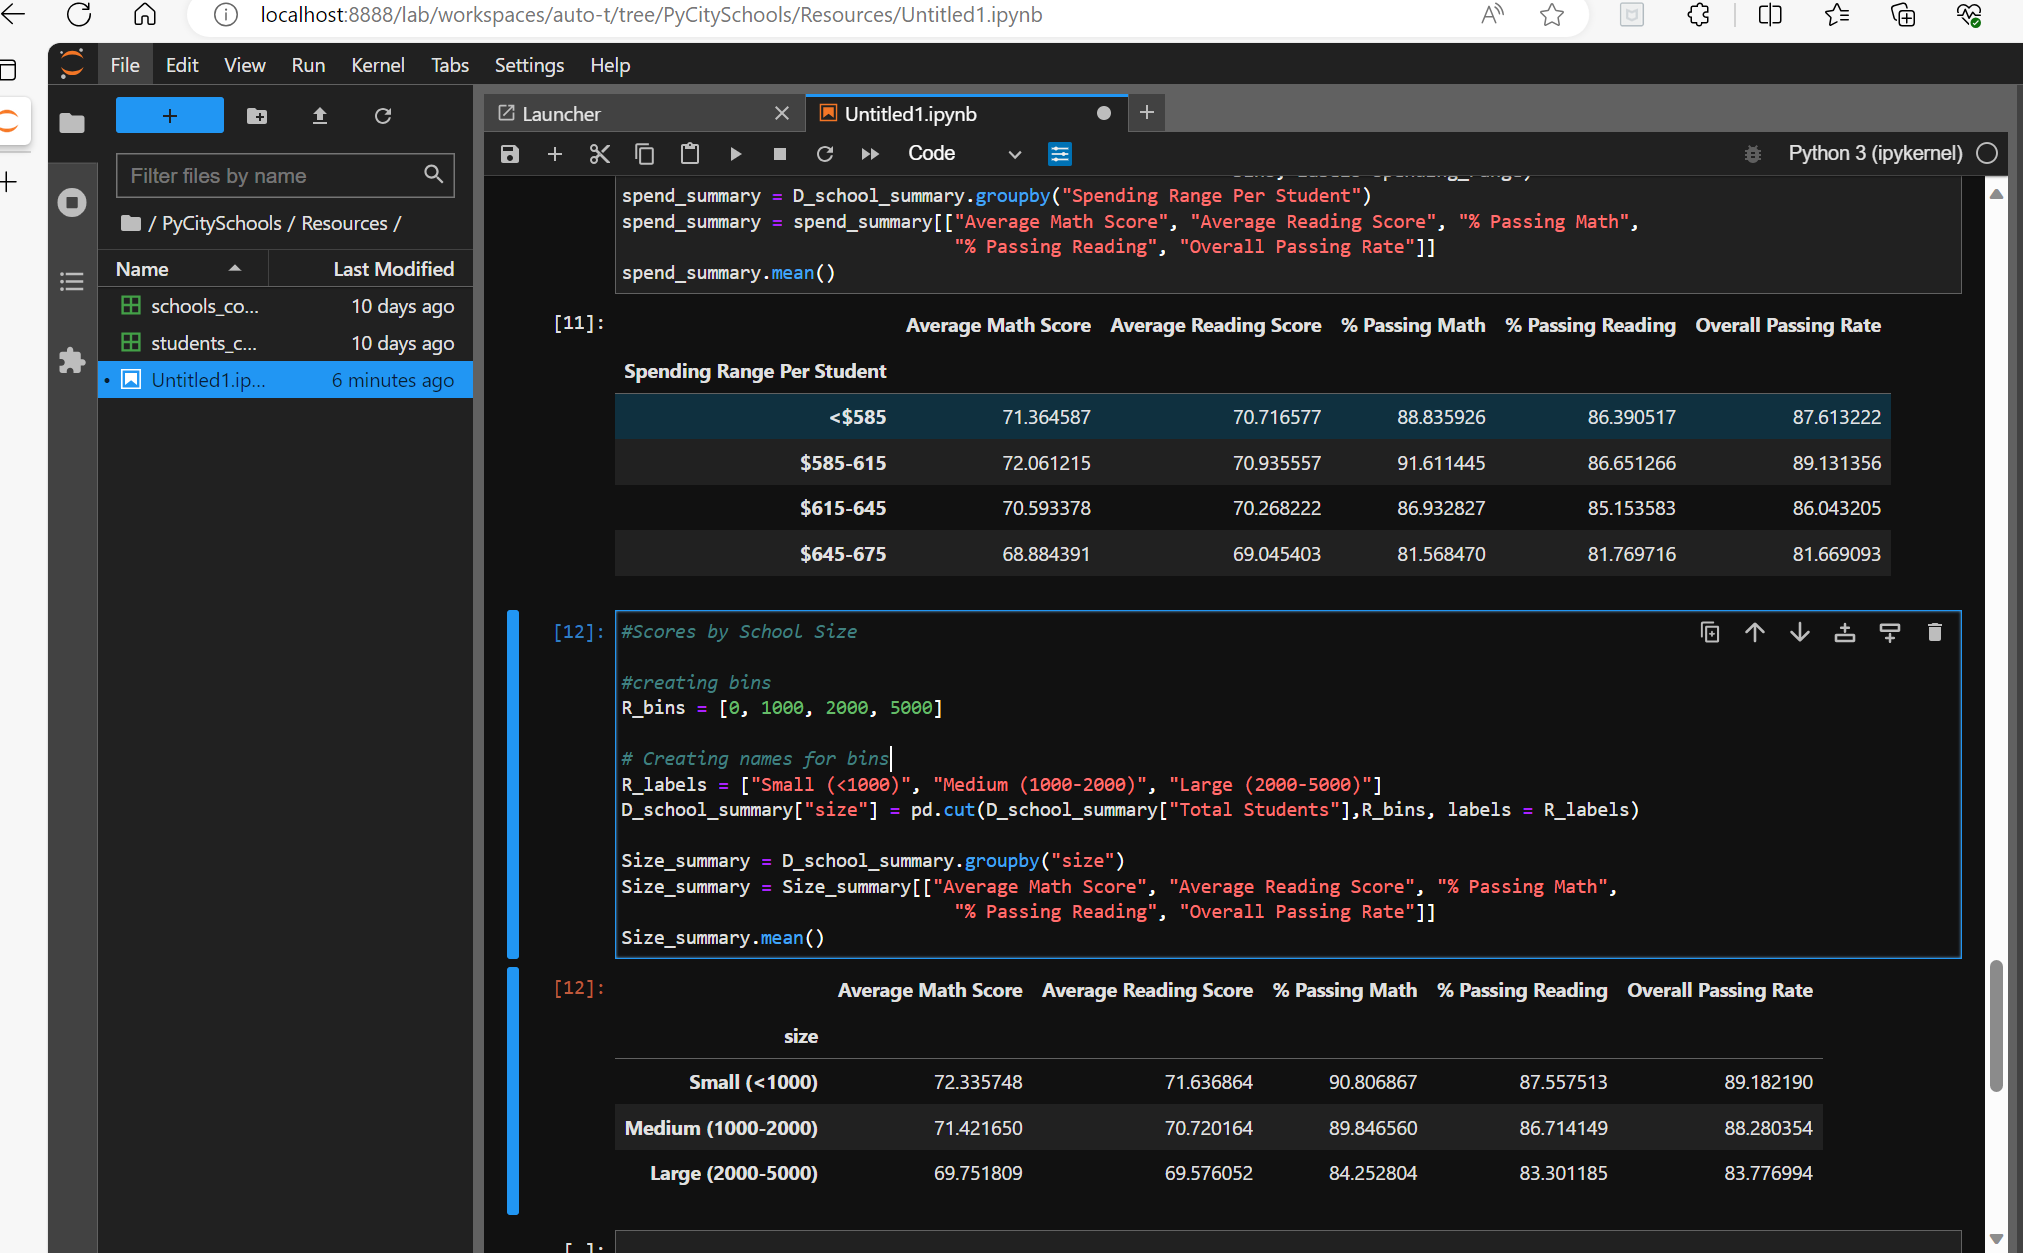 localhost:8888/lab/workspaces/auto-t/tree/PyCitySchools/Resources/Untitled1.ipynb
File Edit View Run Kernel Tabs Settings Help
Launcher
Untitled1.ipynb
Code
Python 3 (ipykernel)
Filter files by name
/ PyCitySchools / Resources /
Name Last Modified
schools_co... 10 days ago
students_c... 10 days ago
Untitled1.ip... 6 minutes ago
spend_summary = D_school_summary.groupby("Spending Range Per Student")
spend_summary = spend_summary[["Average Math Score", "Average Reading Score", "% Passing Math",
"% Passing Reading", "Overall Passing Rate"]]
spend_summary.mean()
[11]:
Average Math Score Average Reading Score % Passing Math % Passing Reading Overall Passing Rate
Spending Range Per Student
<$585 71.364587 70.716577 88.835926 86.390517 87.613222
$585-615 72.061215 70.935557 91.611445 86.651266 89.131356
$615-645 70.593378 70.268222 86.932827 85.153583 86.043205
$645-675 68.884391 69.045403 81.568470 81.769716 81.669093
[12]: #Scores by School Size
#creating bins
R_bins = [0, 1000, 2000, 5000]
# Creating names for bins
R_labels = ["Small (<1000)", "Medium (1000-2000)", "Large (2000-5000)"]
D_school_summary["size"] = pd.cut(D_school_summary["Total Students"],R_bins, labels = R_labels)
Size_summary = D_school_summary.groupby("size")
Size_summary = Size_summary[["Average Math Score", "Average Reading Score", "% Passing Math",
"% Passing Reading", "Overall Passing Rate"]]
Size_summary.mean()
[12]:
Average Math Score Average Reading Score % Passing Math % Passing Reading Overall Passing Rate
size
Small (<1000) 72.335748 71.636864 90.806867 87.557513 89.182190
Medium (1000-2000) 71.421650 70.720164 89.846560 86.714149 88.280354
Large (2000-5000) 69.751809 69.576052 84.252804 83.301185 83.776994
[ ]: